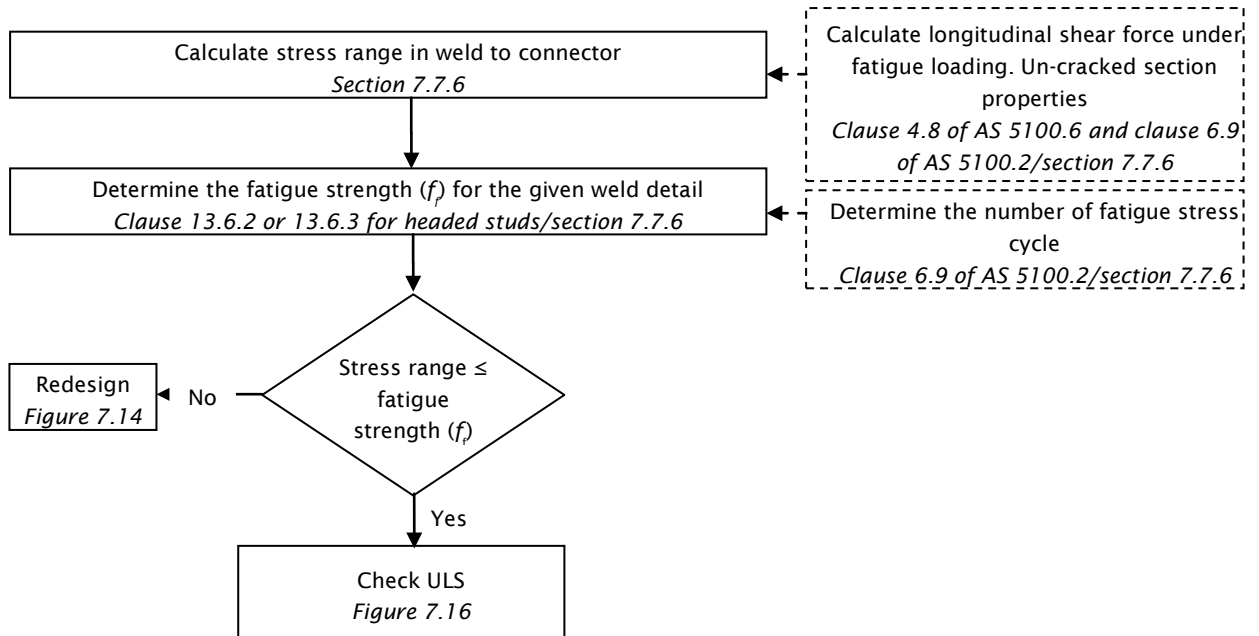 Calculate stress range in weld to connector
Section 7.7.6
Calculate longitudinal shear force under
fatigue loading. Un-cracked section
properties
Clause 4.8 of AS 5100.6 and clause 6.9
of AS 5100.2/section 7.7.6
Determine the fatigue strength (f_f) for the given weld detail
Clause 13.6.2 or 13.6.3 for headed studs/section 7.7.6
Determine the number of fatigue stress
cycle
Clause 6.9 of AS 5100.2/section 7.7.6
Stress range ≤
fatigue
strength (f_f)
No
Redesign
Figure 7.14
Yes
Check ULS
Figure 7.16